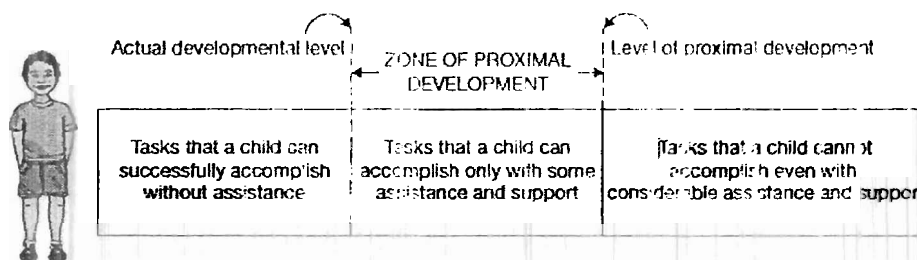 Actual developmental level
ZONE OF PROXIMAL
DEVELOPMENT
Level of proximal development
Tasks that a child can
successfully accomplish
without assistance
Tasks that a child can
accomplish only with some
assistance and support
Tasks that a child cannot
accomplish even with
considerable assistance and support